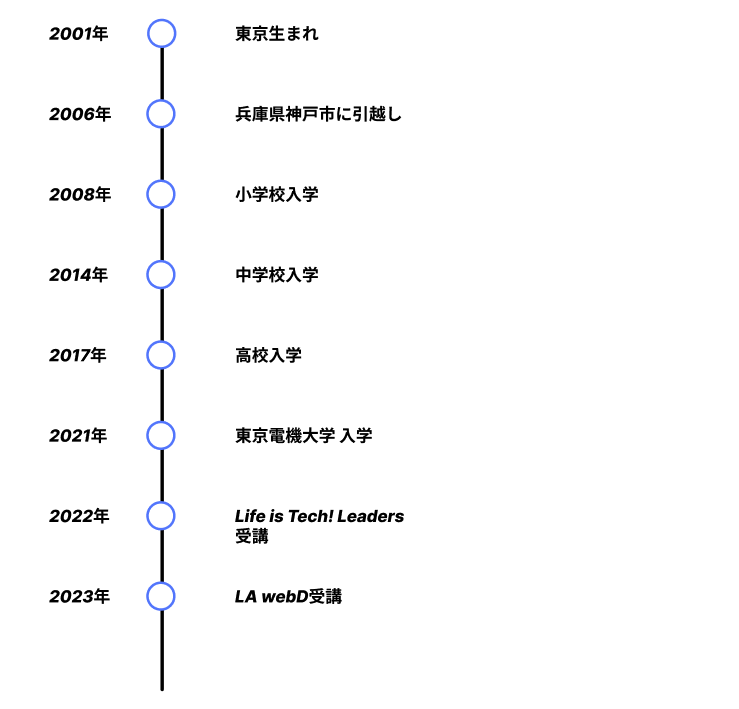 2001年 東京生まれ
2006年 兵庫県神戸市に引越し
2008年 小学校入学
2014年 中学校入学
2017年 高校入学
2021年 東京電機大学 入学
2022年 Life is Tech! Leaders
受講
2023年 LA webD受講